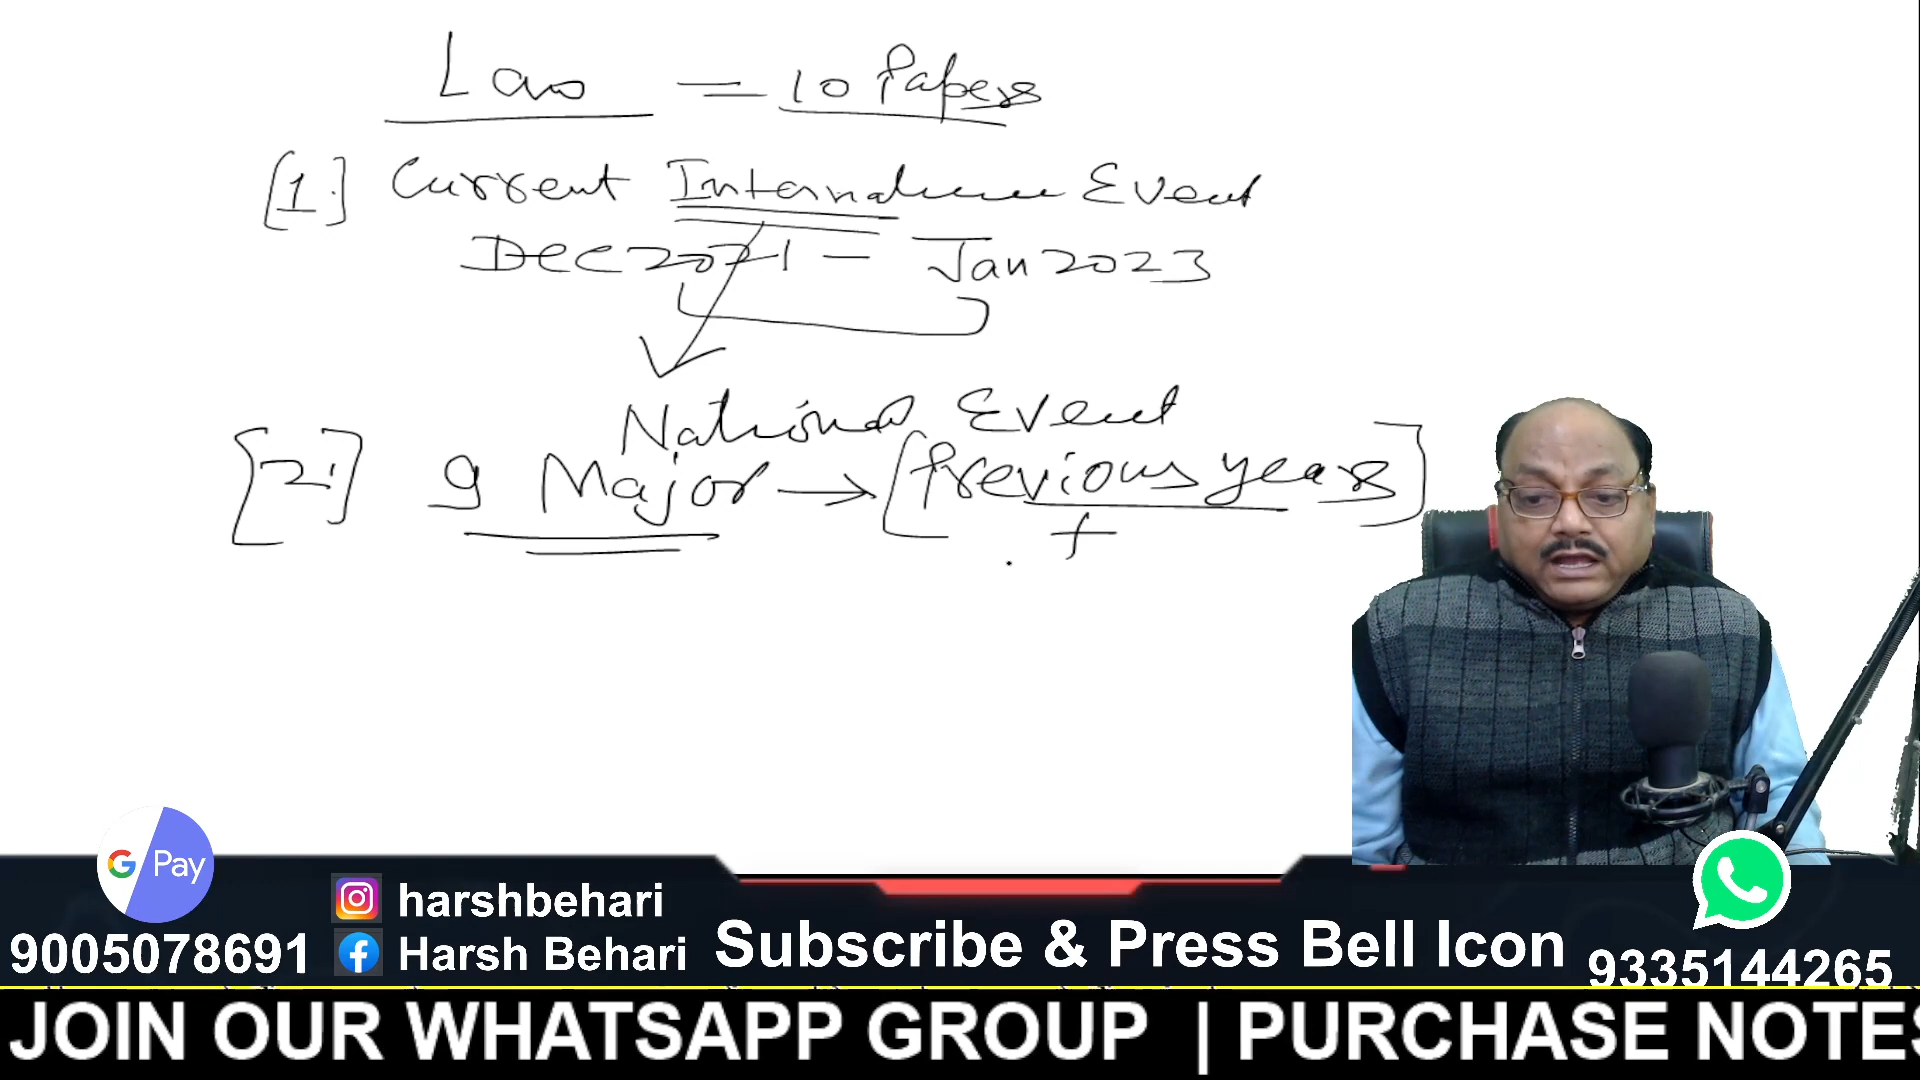 Law = 10 Papers
[1.] Current International Event
Dec 2021 - Jan 2023
National Event
[2.] 9 Major → [Previous years]
+
G Pay
harshbehari
9005078691 Harsh Behari Subscribe & Press Bell Icon 9335144265
JOIN OUR WHATSAPP GROUP | PURCHASE NOTES